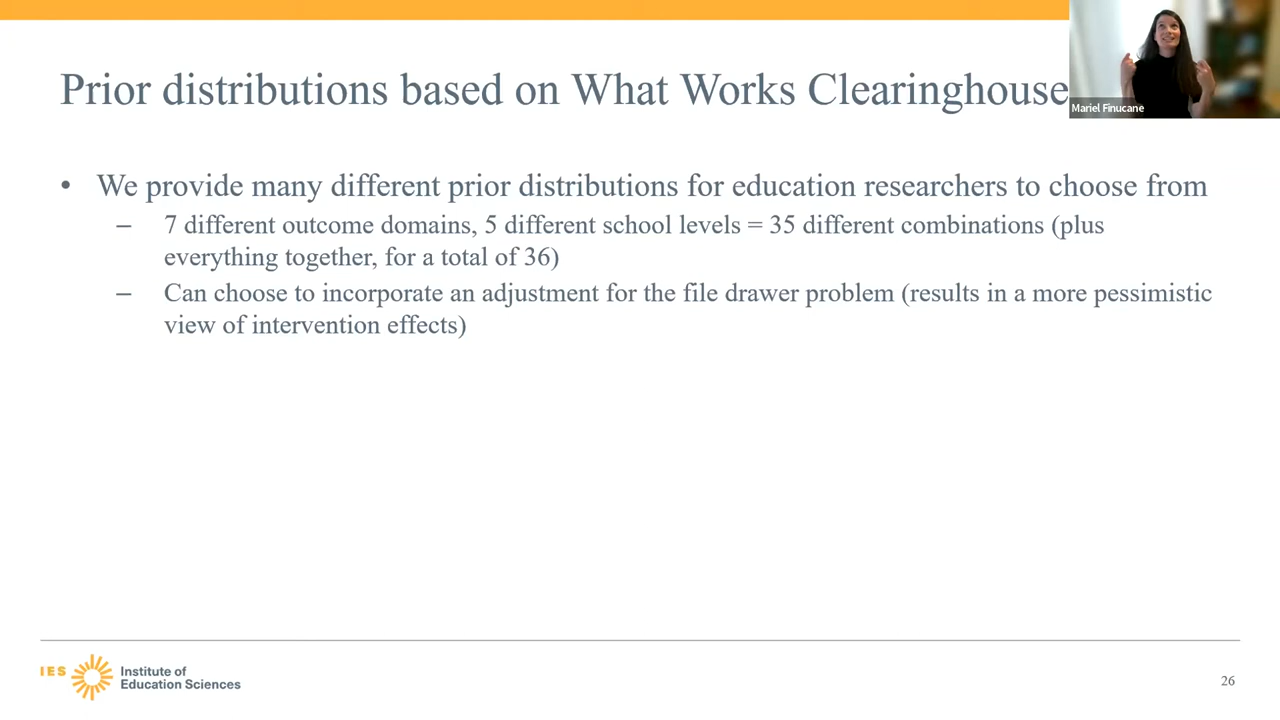 Prior distributions based on What Works Clearinghouse
Mariel Finucane
• We provide many different prior distributions for education researchers to choose from
– 7 different outcome domains, 5 different school levels = 35 different combinations (plus
everything together, for a total of 36)
– Can choose to incorporate an adjustment for the file drawer problem (results in a more pessimistic
view of intervention effects)
IES
Institute of
Education Sciences
26